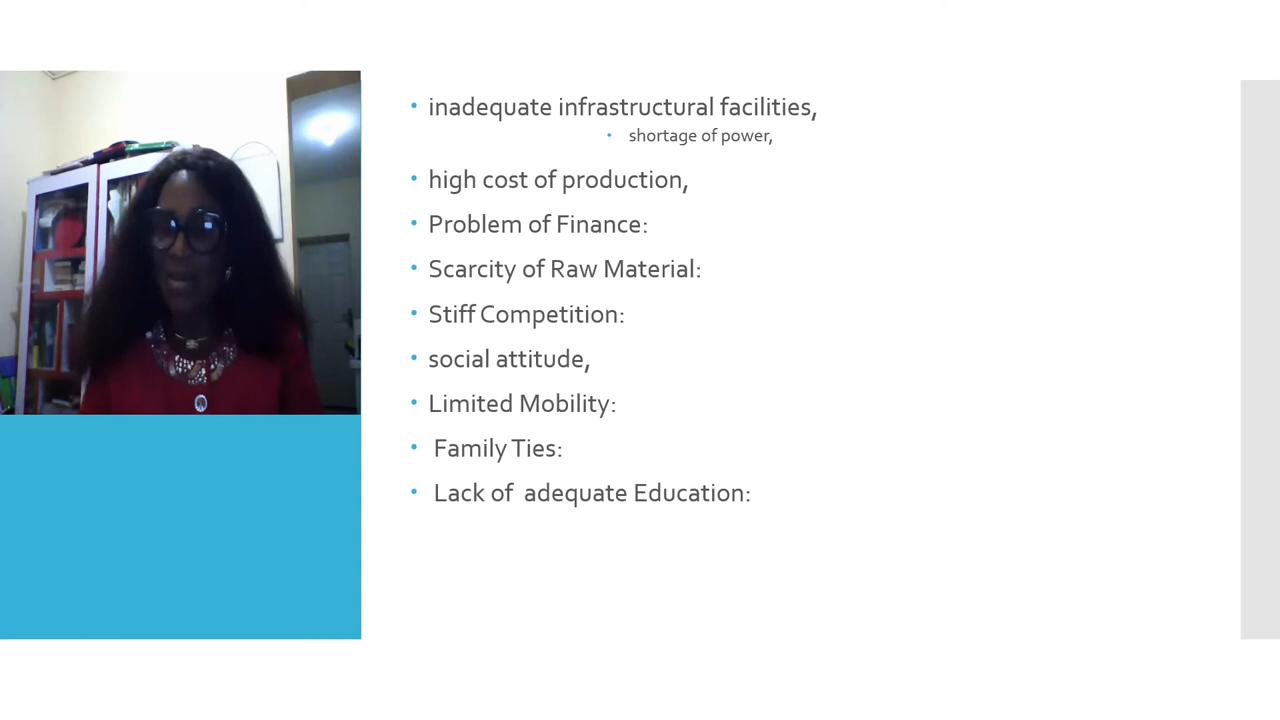 inadequate infrastructural facilities,
shortage of power,
high cost of production,
Problem of Finance:
Scarcity of Raw Material:
Stiff Competition:
social attitude,
Limited Mobility:
Family Ties:
Lack of  adequate Education: